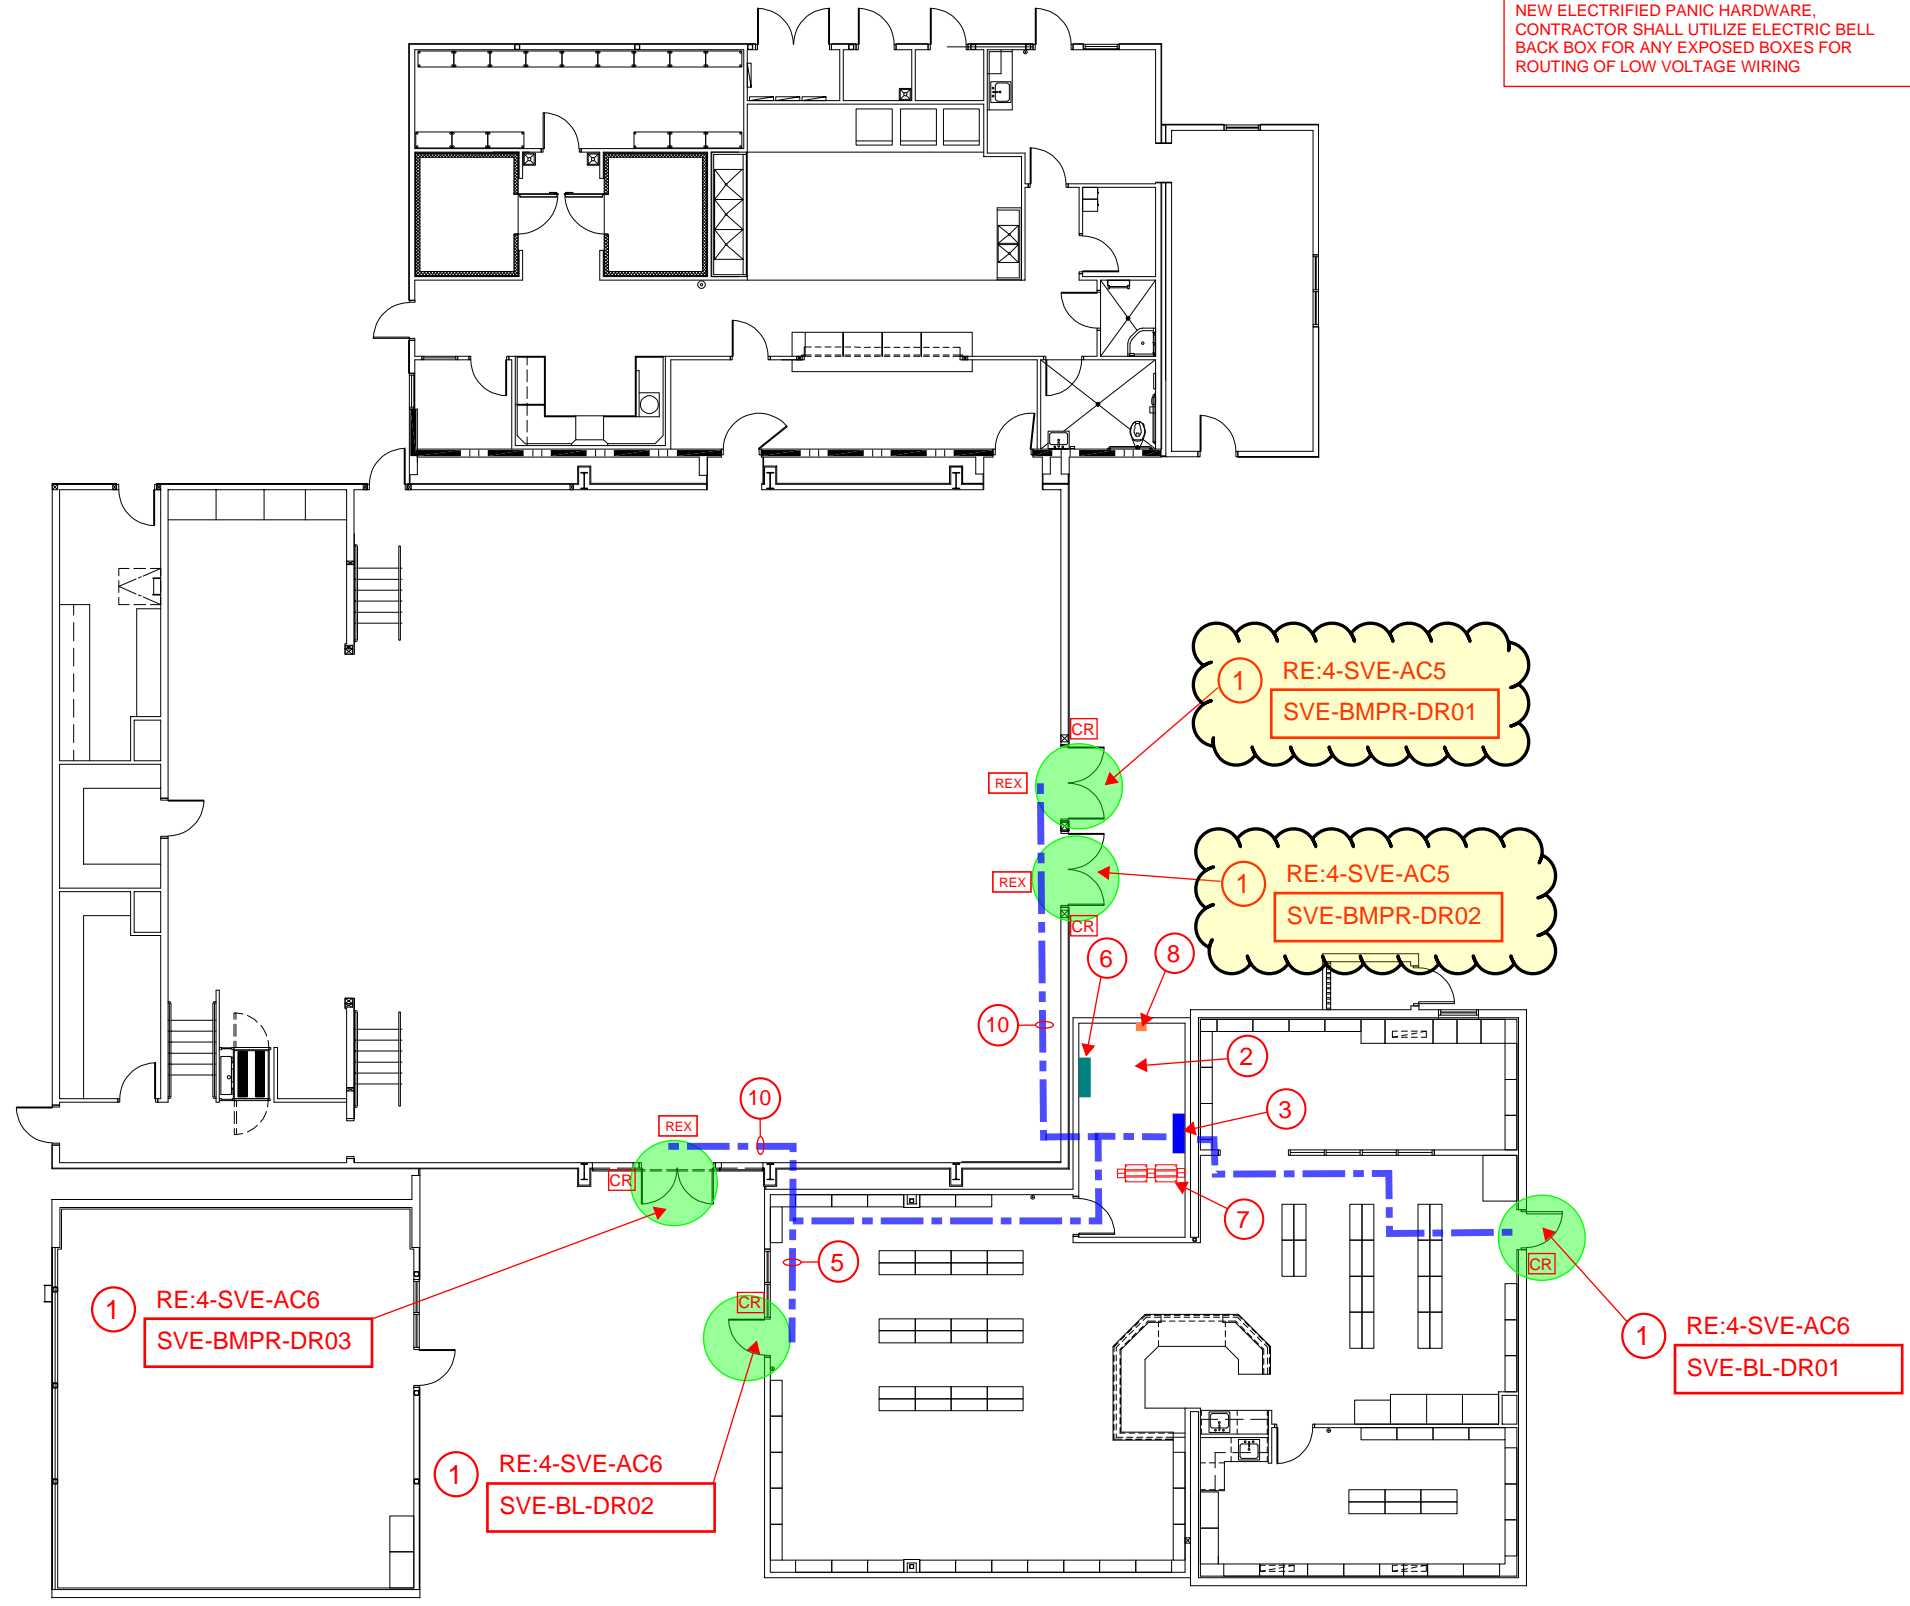 NEW ELECTRIFIED PANIC HARDWARE,
CONTRACTOR SHALL UTILIZE ELECTRIC BELL
BACK BOX FOR ANY EXPOSED BOXES FOR
ROUTING OF LOW VOLTAGE WIRING
1 RE:4-SVE-AC5
SVE-BMPR-DR01
CR
REX
1 RE:4-SVE-AC5
SVE-BMPR-DR02
REX
CR
6
8
10
2
3
10
REX
CR
7
5
CR
CR
1 RE:4-SVE-AC6
SVE-BMPR-DR03
1 RE:4-SVE-AC6
SVE-BL-DR01
1 RE:4-SVE-AC6
SVE-BL-DR02